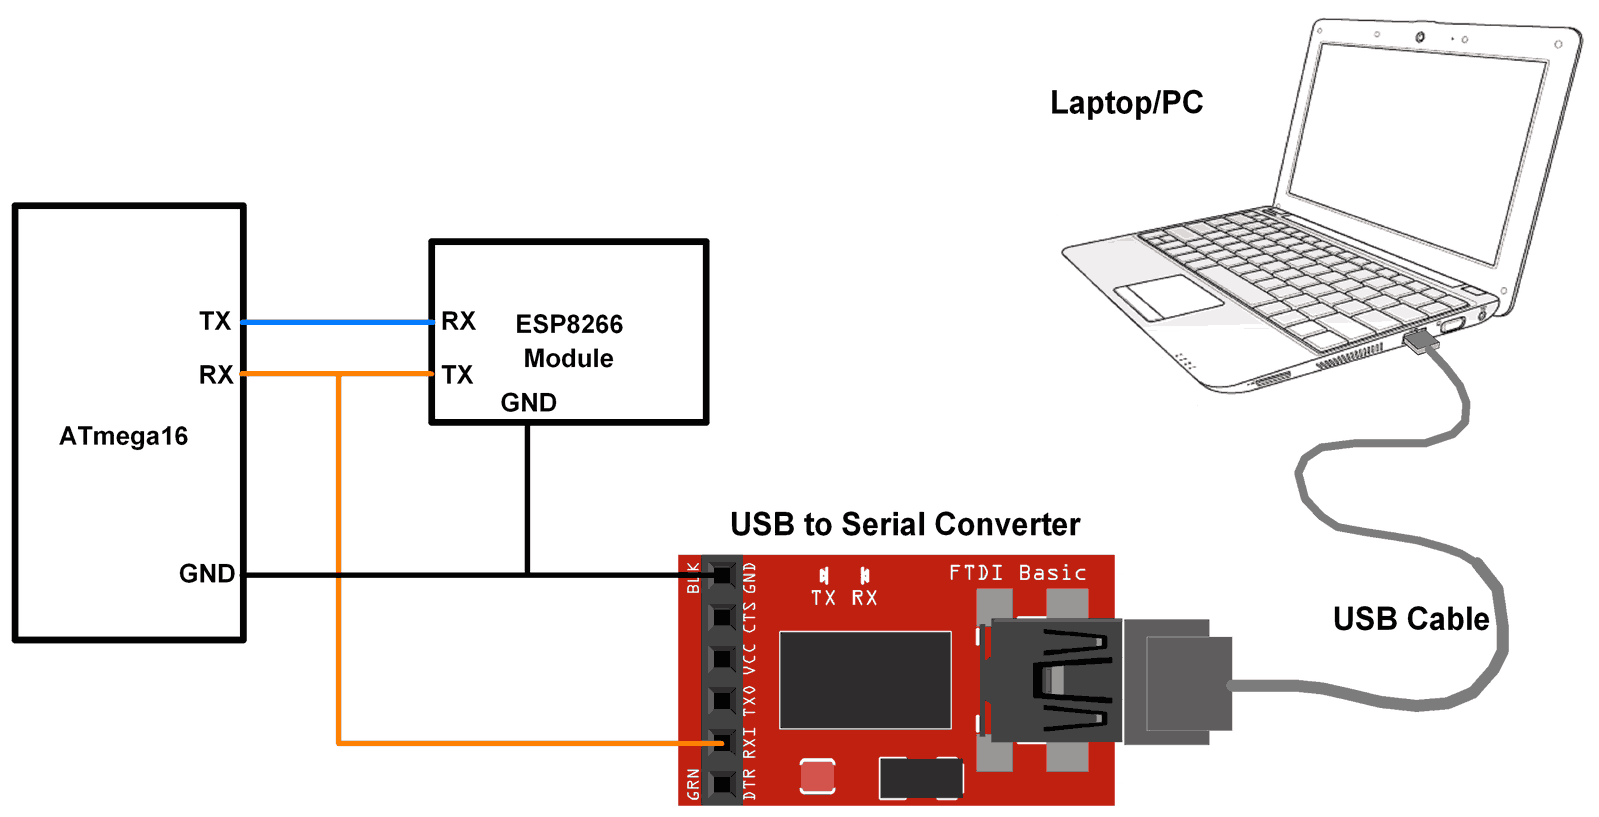 Laptop/PC
TX
RX
ATmega16
GND
RX
TX
ESP8266
Module
GND
USB to Serial Converter
BLK
GRN
GND
CTS
VCC
TXO
RXI
DTR
TX RX
FTDI Basic
USB Cable